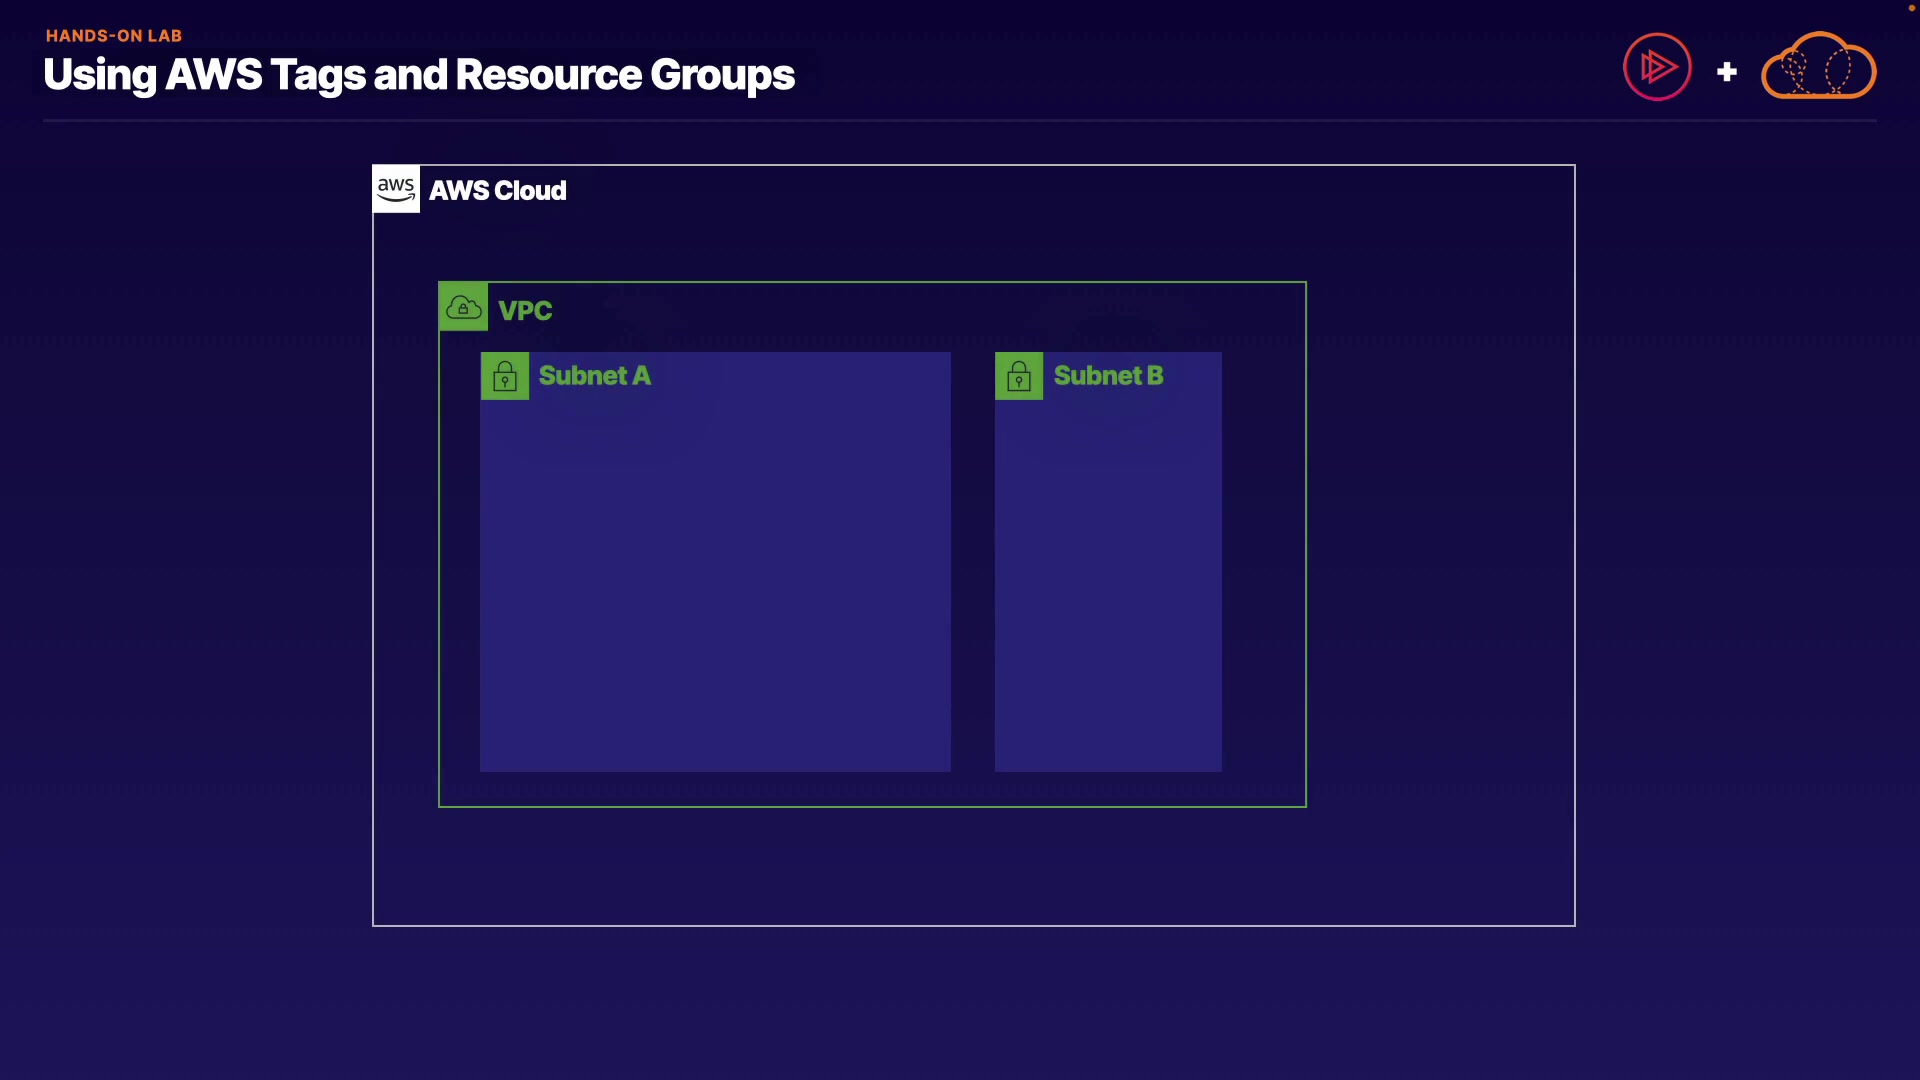 HANDS-ON LAB
Using AWS Tags and Resource Groups
+
aws
AWS Cloud
VPC
Subnet A
Subnet B